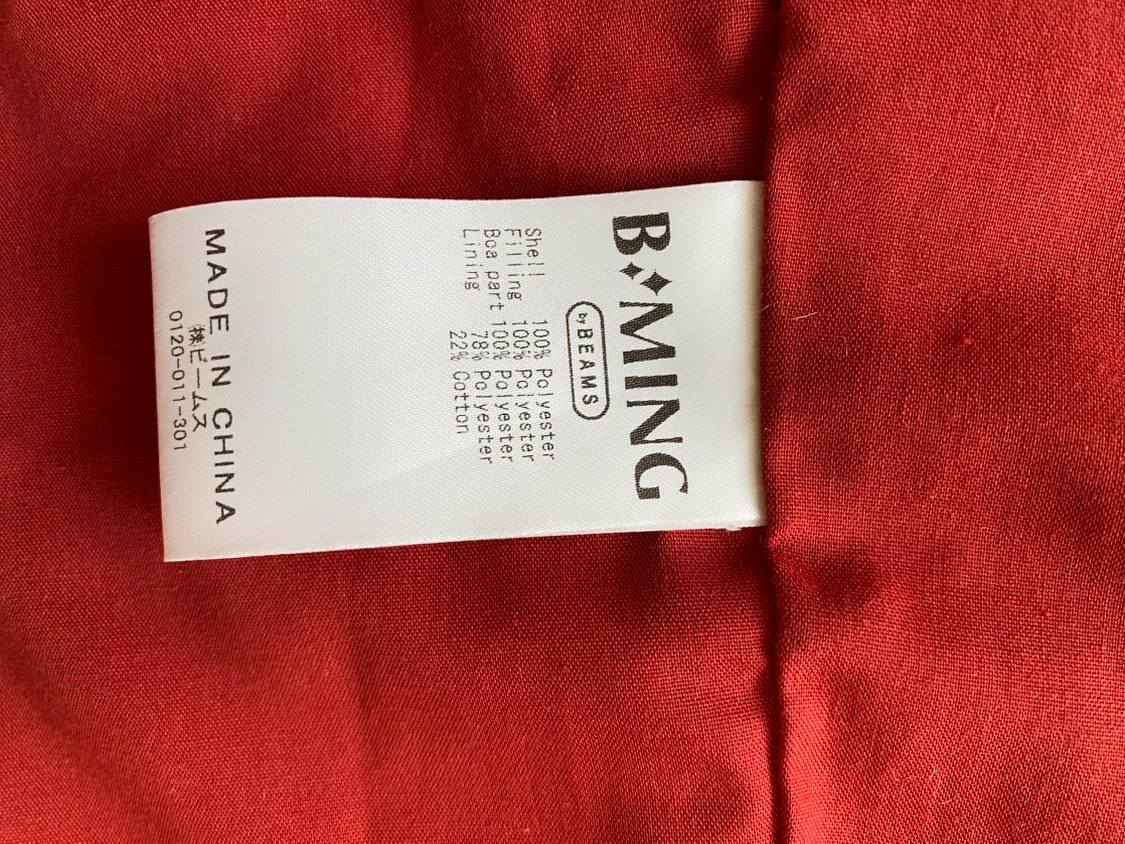 B✦✦MING
by BEAMS
Shell 100% Polyester
Filling 100% Polyester
Boa part 100% Polyester
Lining 78% Polyester
22% Cotton
MADE IN CHINA
㈱ビームス
0120-011-301